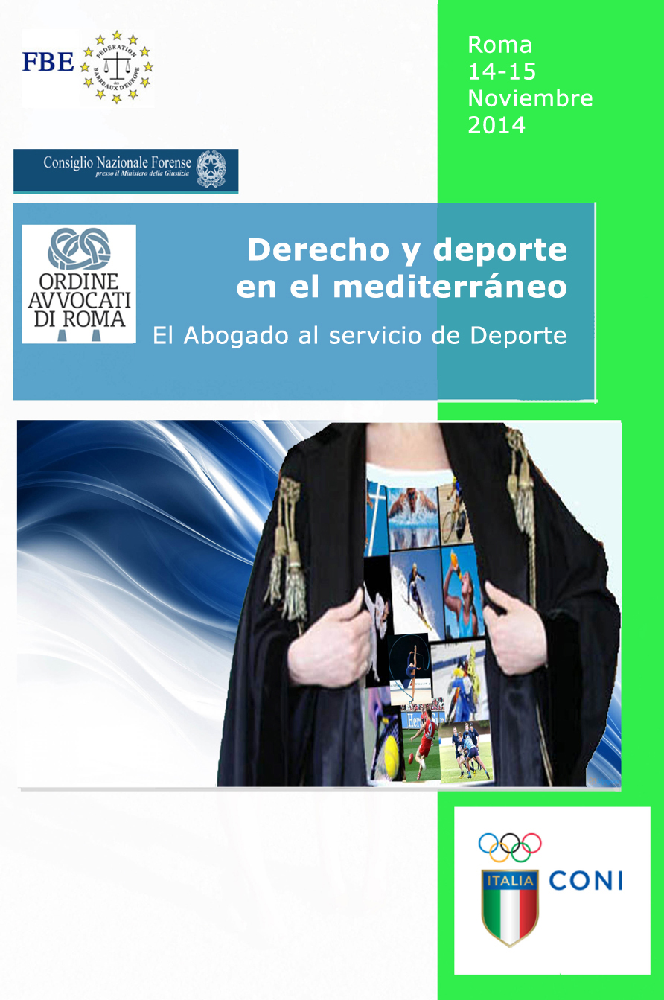 FBE
FEDERATION
des
BARREAUX D'EUROPE
Roma
14-15
Noviembre
2014
Consiglio Nazionale Forense
presso il Ministero della Giustizia
ORDINE
AVVOCATI
DI ROMA
Derecho y deporte
en el mediterráneo
El Abogado al servicio de Deporte
ITALIA
CONI